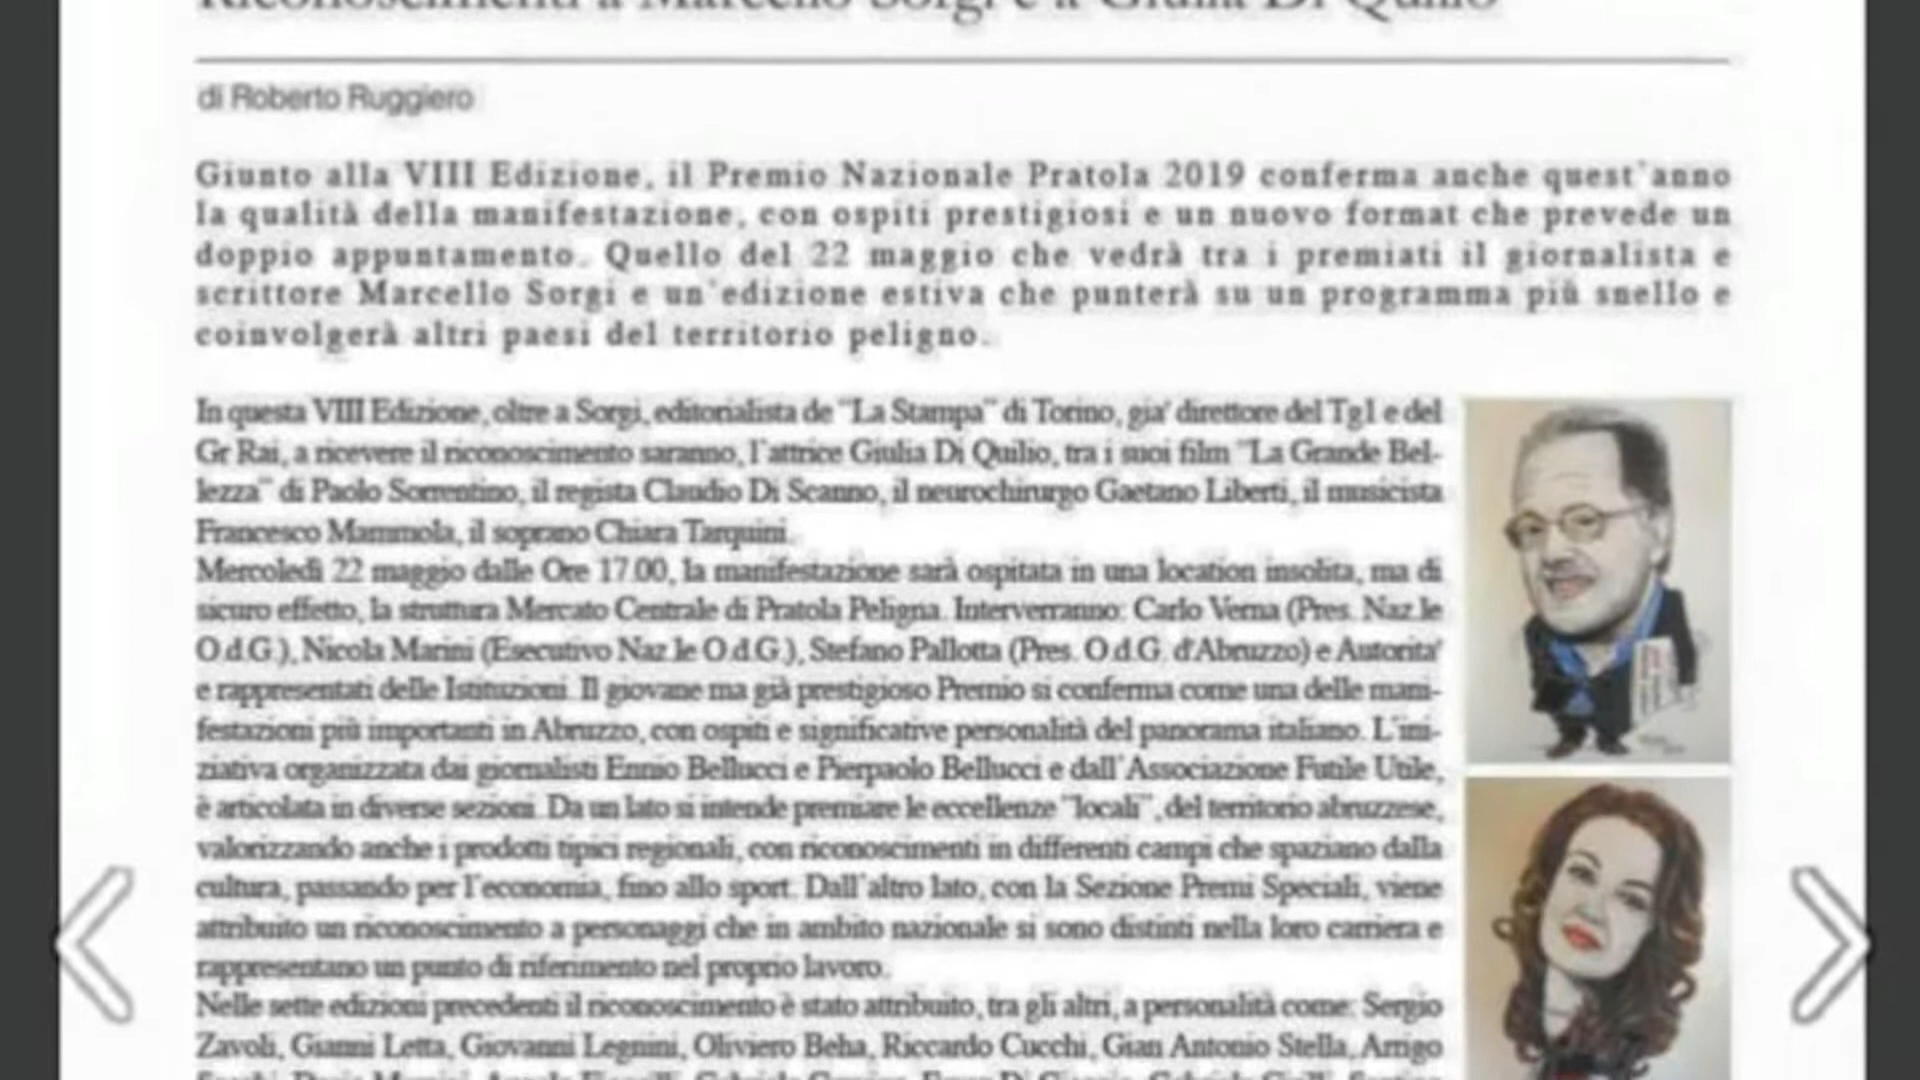 Riconoscimenti a Marcello Sorgi e a Giulia Di Quilio
di Roberto Ruggiero
Giunto alla VIII Edizione, il Premio Nazionale Pratola 2019 conferma anche quest'anno
la qualità della manifestazione, con ospiti prestigiosi e un nuovo format che prevede un
doppio appuntamento. Quello del 22 maggio che vedrà tra i premiati il giornalista e
scrittore Marcello Sorgi e un'edizione estiva che punterà su un programma più snello e
coinvolgerà altri paesi del territorio peligno.
In questa VIII Edizione, oltre a Sorgi, editorialista de "La Stampa" di Torino, gia' direttore del Tg1 e del
Gr Rai, a ricevere il riconoscimento saranno, l'attrice Giulia Di Quilio, tra i suoi film "La Grande Bel-
lezza" di Paolo Sorrentino, il regista Claudio Di Scanno, il neurochirurgo Gaetano Liberti, il musicista
Francesco Mammola, il soprano Chiara Tarquini.
Mercoledì 22 maggio dalle Ore 17.00, la manifestazione sarà ospitata in una location insolita, ma di
sicuro effetto, la struttura Mercato Centrale di Pratola Peligna. Interverranno: Carlo Verna (Pres. Naz.le
O.d.G.), Nicola Marini (Esecutivo Naz.le O.d.G.), Stefano Pallotta (Pres. O.d.G. d'Abruzzo) e Autorita'
e rappresentati delle Istituzioni. Il giovane ma già prestigioso Premio si conferma come una delle mani-
festazioni più importanti in Abruzzo, con ospiti e significative personalità del panorama italiano. L'ini-
ziativa organizzata dai giornalisti Ennio Bellucci e Pierpaolo Bellucci e dall'Associazione Futile Utile,
è articolata in diverse sezioni. Da un lato si intende premiare le eccellenze "locali", del territorio abruzzese,
valorizzando anche i prodotti tipici regionali, con riconoscimenti in differenti campi che spaziano dalla
cultura, passando per l'economia, fino allo sport. Dall'altro lato, con la Sezione Premi Speciali, viene
attribuito un riconoscimento a personaggi che in ambito nazionale si sono distinti nella loro carriera e
rappresentano un punto di riferimento nel proprio lavoro.
Nelle sette edizioni precedenti il riconoscimento è stato attribuito, tra gli altri, a personalità come: Sergio
Zavoli, Gianni Letta, Giovanni Legnini, Oliviero Beha, Riccardo Cucchi, Gian Antonio Stella, Arrigo